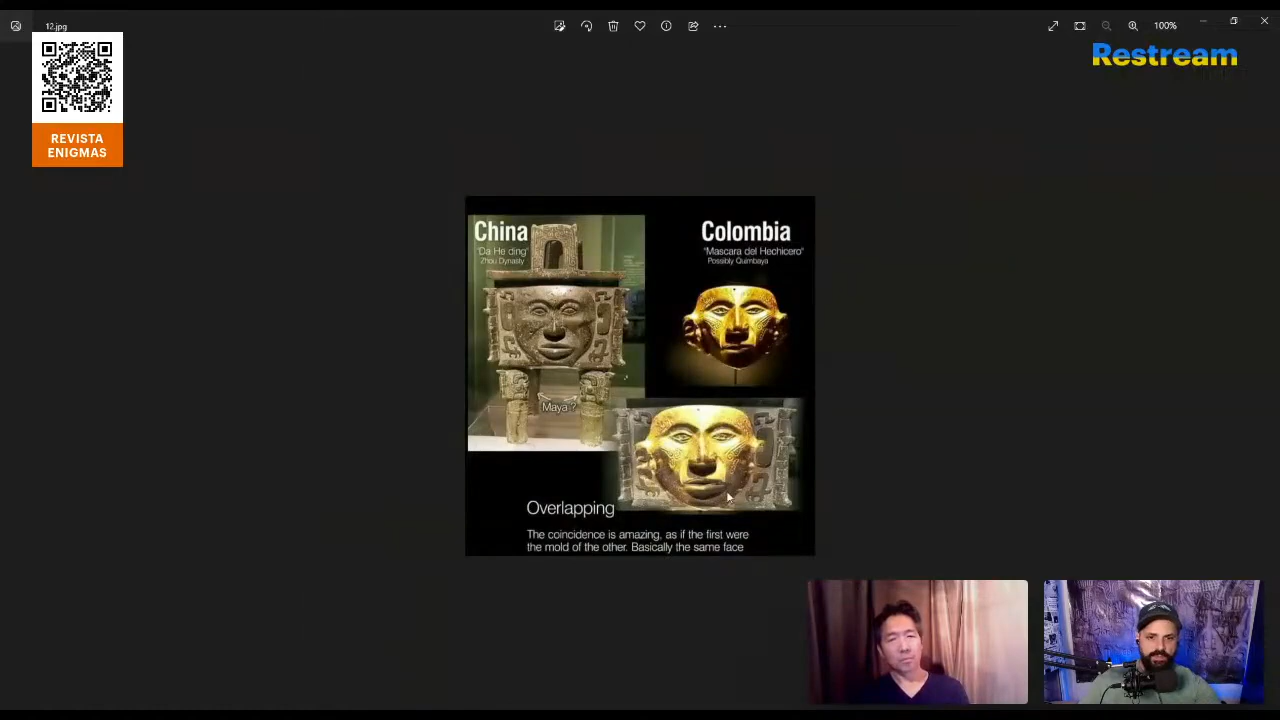 12.jpg
100%
REVISTA
ENIGMAS
Restream
China
"Da He ding"
Zhou Dynasty
Colombia
"Mascara del Hechicero"
Possibly Quimbaya
Maya ?
Overlapping
The coincidence is amazing, as if the first were
the mold of the other. Basically the same face